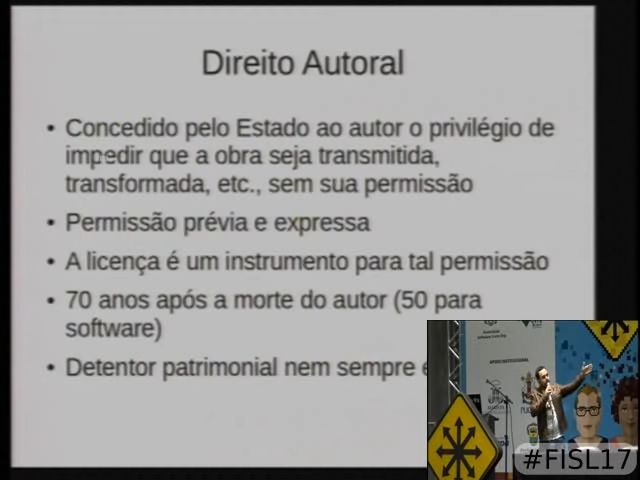 Direito Autoral
• Concedido pelo Estado ao autor o privilégio de
impedir que a obra seja transmitida,
transformada, etc., sem sua permissão
• Permissão prévia e expressa
• A licença é um instrumento para tal permissão
• 70 anos após a morte do autor (50 para
software)
• Detentor patrimonial nem sempre
APOIO INSTITUCIONAL
#FISL17